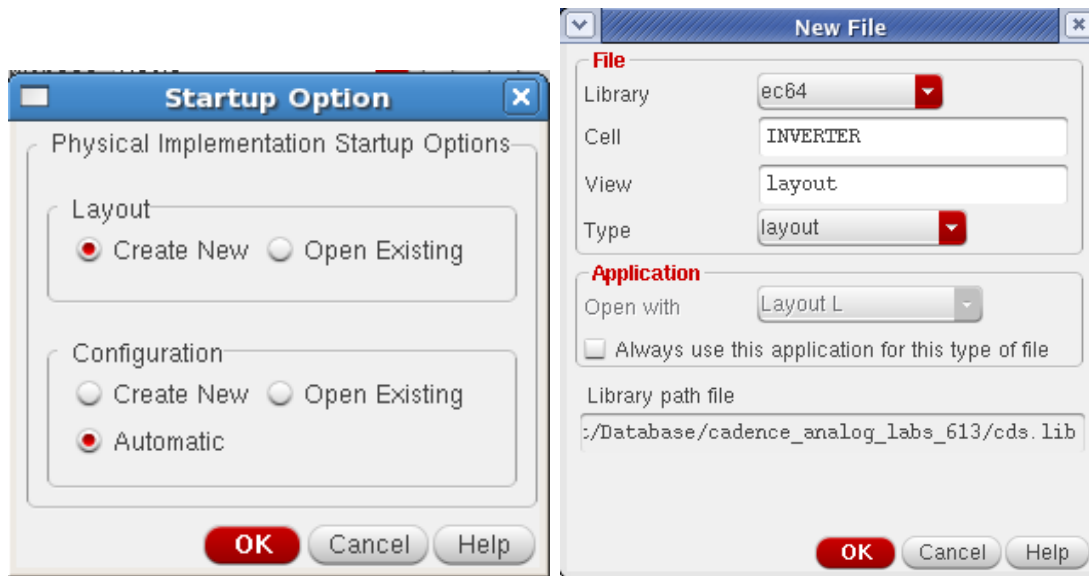 Startup Option
Physical Implementation Startup Options
Layout
Create New Open Existing
Configuration
Create New Open Existing
Automatic
OK Cancel Help
New File
File
Library ec64
Cell INVERTER
View layout
Type layout
Application
Open with Layout L
Always use this application for this type of file
Library path file
:/Database/cadence_analog_labs_613/cds.lib
OK Cancel Help